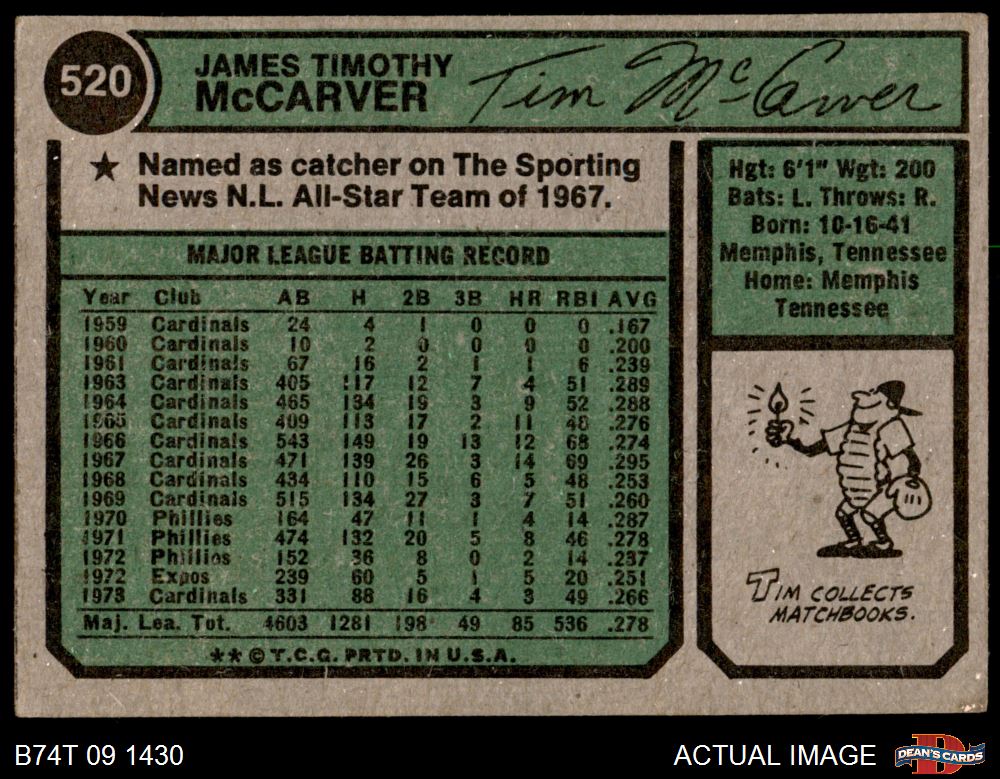 520
JAMES TIMOTHY
McCARVER
Tim McCarver
★ Named as catcher on The Sporting
News N.L. All-Star Team of 1967.
MAJOR LEAGUE BATTING RECORD
Year Club AB H 2B 3B HR RBI AVG
1959 Cardinals 24 4 1 0 0 0 .167
1960 Cardinals 10 2 0 0 0 0 .200
1961 Cardinals 67 16 2 1 1 6 .239
1963 Cardinals 405 117 12 7 4 51 .289
1964 Cardinals 465 134 19 3 9 52 .288
1965 Cardinals 409 113 17 2 11 48 .276
1966 Cardinals 543 149 19 13 12 68 .274
1967 Cardinals 471 139 26 3 14 69 .295
1968 Cardinals 434 110 15 6 5 48 .253
1969 Cardinals 515 134 27 3 7 51 .260
1970 Phillies 164 47 11 1 4 14 .287
1971 Phillies 474 132 20 5 8 46 .278
1972 Phillies 152 36 8 0 2 14 .237
1972 Expos 239 60 5 1 5 20 .251
1973 Cardinals 331 88 16 4 3 49 .266
Maj. Lea. Tot. 4603 1281 198 49 85 536 .278
** © T.C.G. PRTD. IN U.S.A.
Hgt: 6'1" Wgt: 200
Bats: L. Throws: R.
Born: 10-16-41
Memphis, Tennessee
Home: Memphis
Tennessee
TIM COLLECTS
MATCHBOOKS.
B74T 09 1430
ACTUAL IMAGE
DEAN'S CARDS